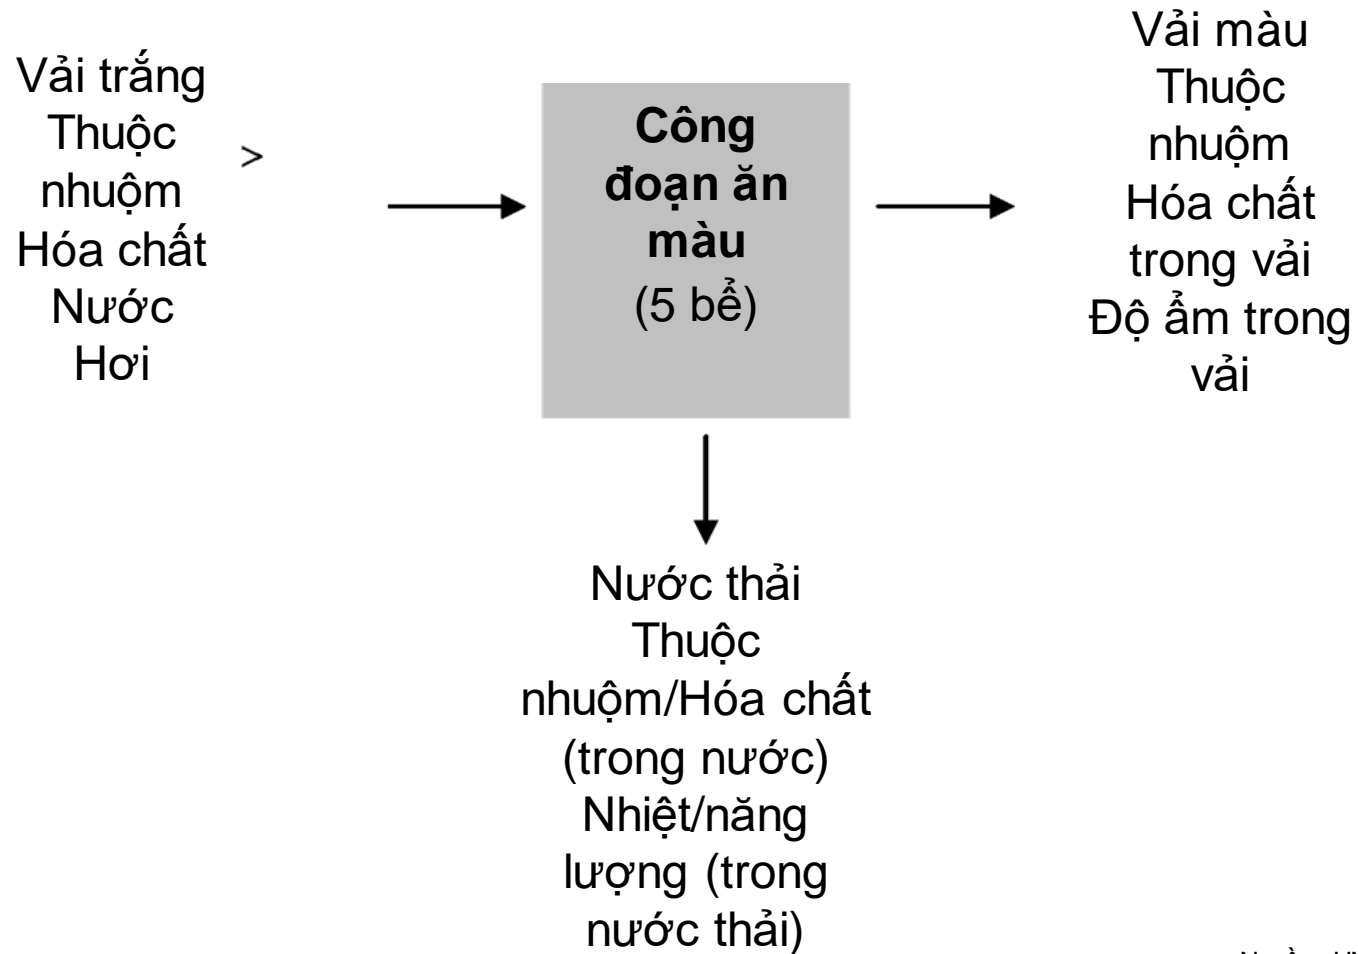 Vải trắng
Thuộc
nhuộm
Hóa chất
Nước
Hơi
>
Công
đoạn ăn
màu
(5 bể)
Vải màu
Thuộc
nhuộm
Hóa chất
trong vải
Độ ẩm trong
vải
Nước thải
Thuộc
nhuộm/Hóa chất
(trong nước)
Nhiệt/năng
lượng (trong
nước thải)